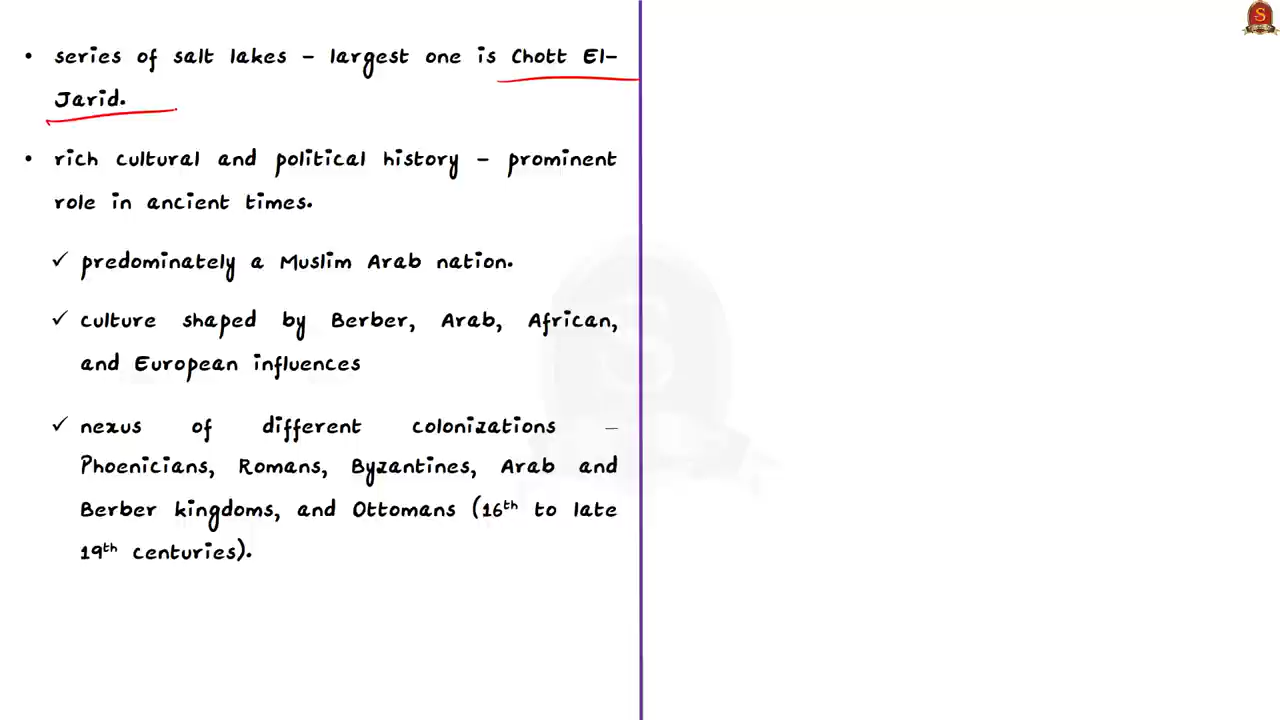 • series of salt lakes – largest one is Chott El-
Jarid.
• rich cultural and political history – prominent
role in ancient times.
✓ predominately a Muslim Arab nation.
✓ culture shaped by Berber, Arab, African,
and European influences
✓ nexus of different colonizations –
Phoenicians, Romans, Byzantines, Arab and
Berber kingdoms, and Ottomans (16th to late
19th centuries).
S
S